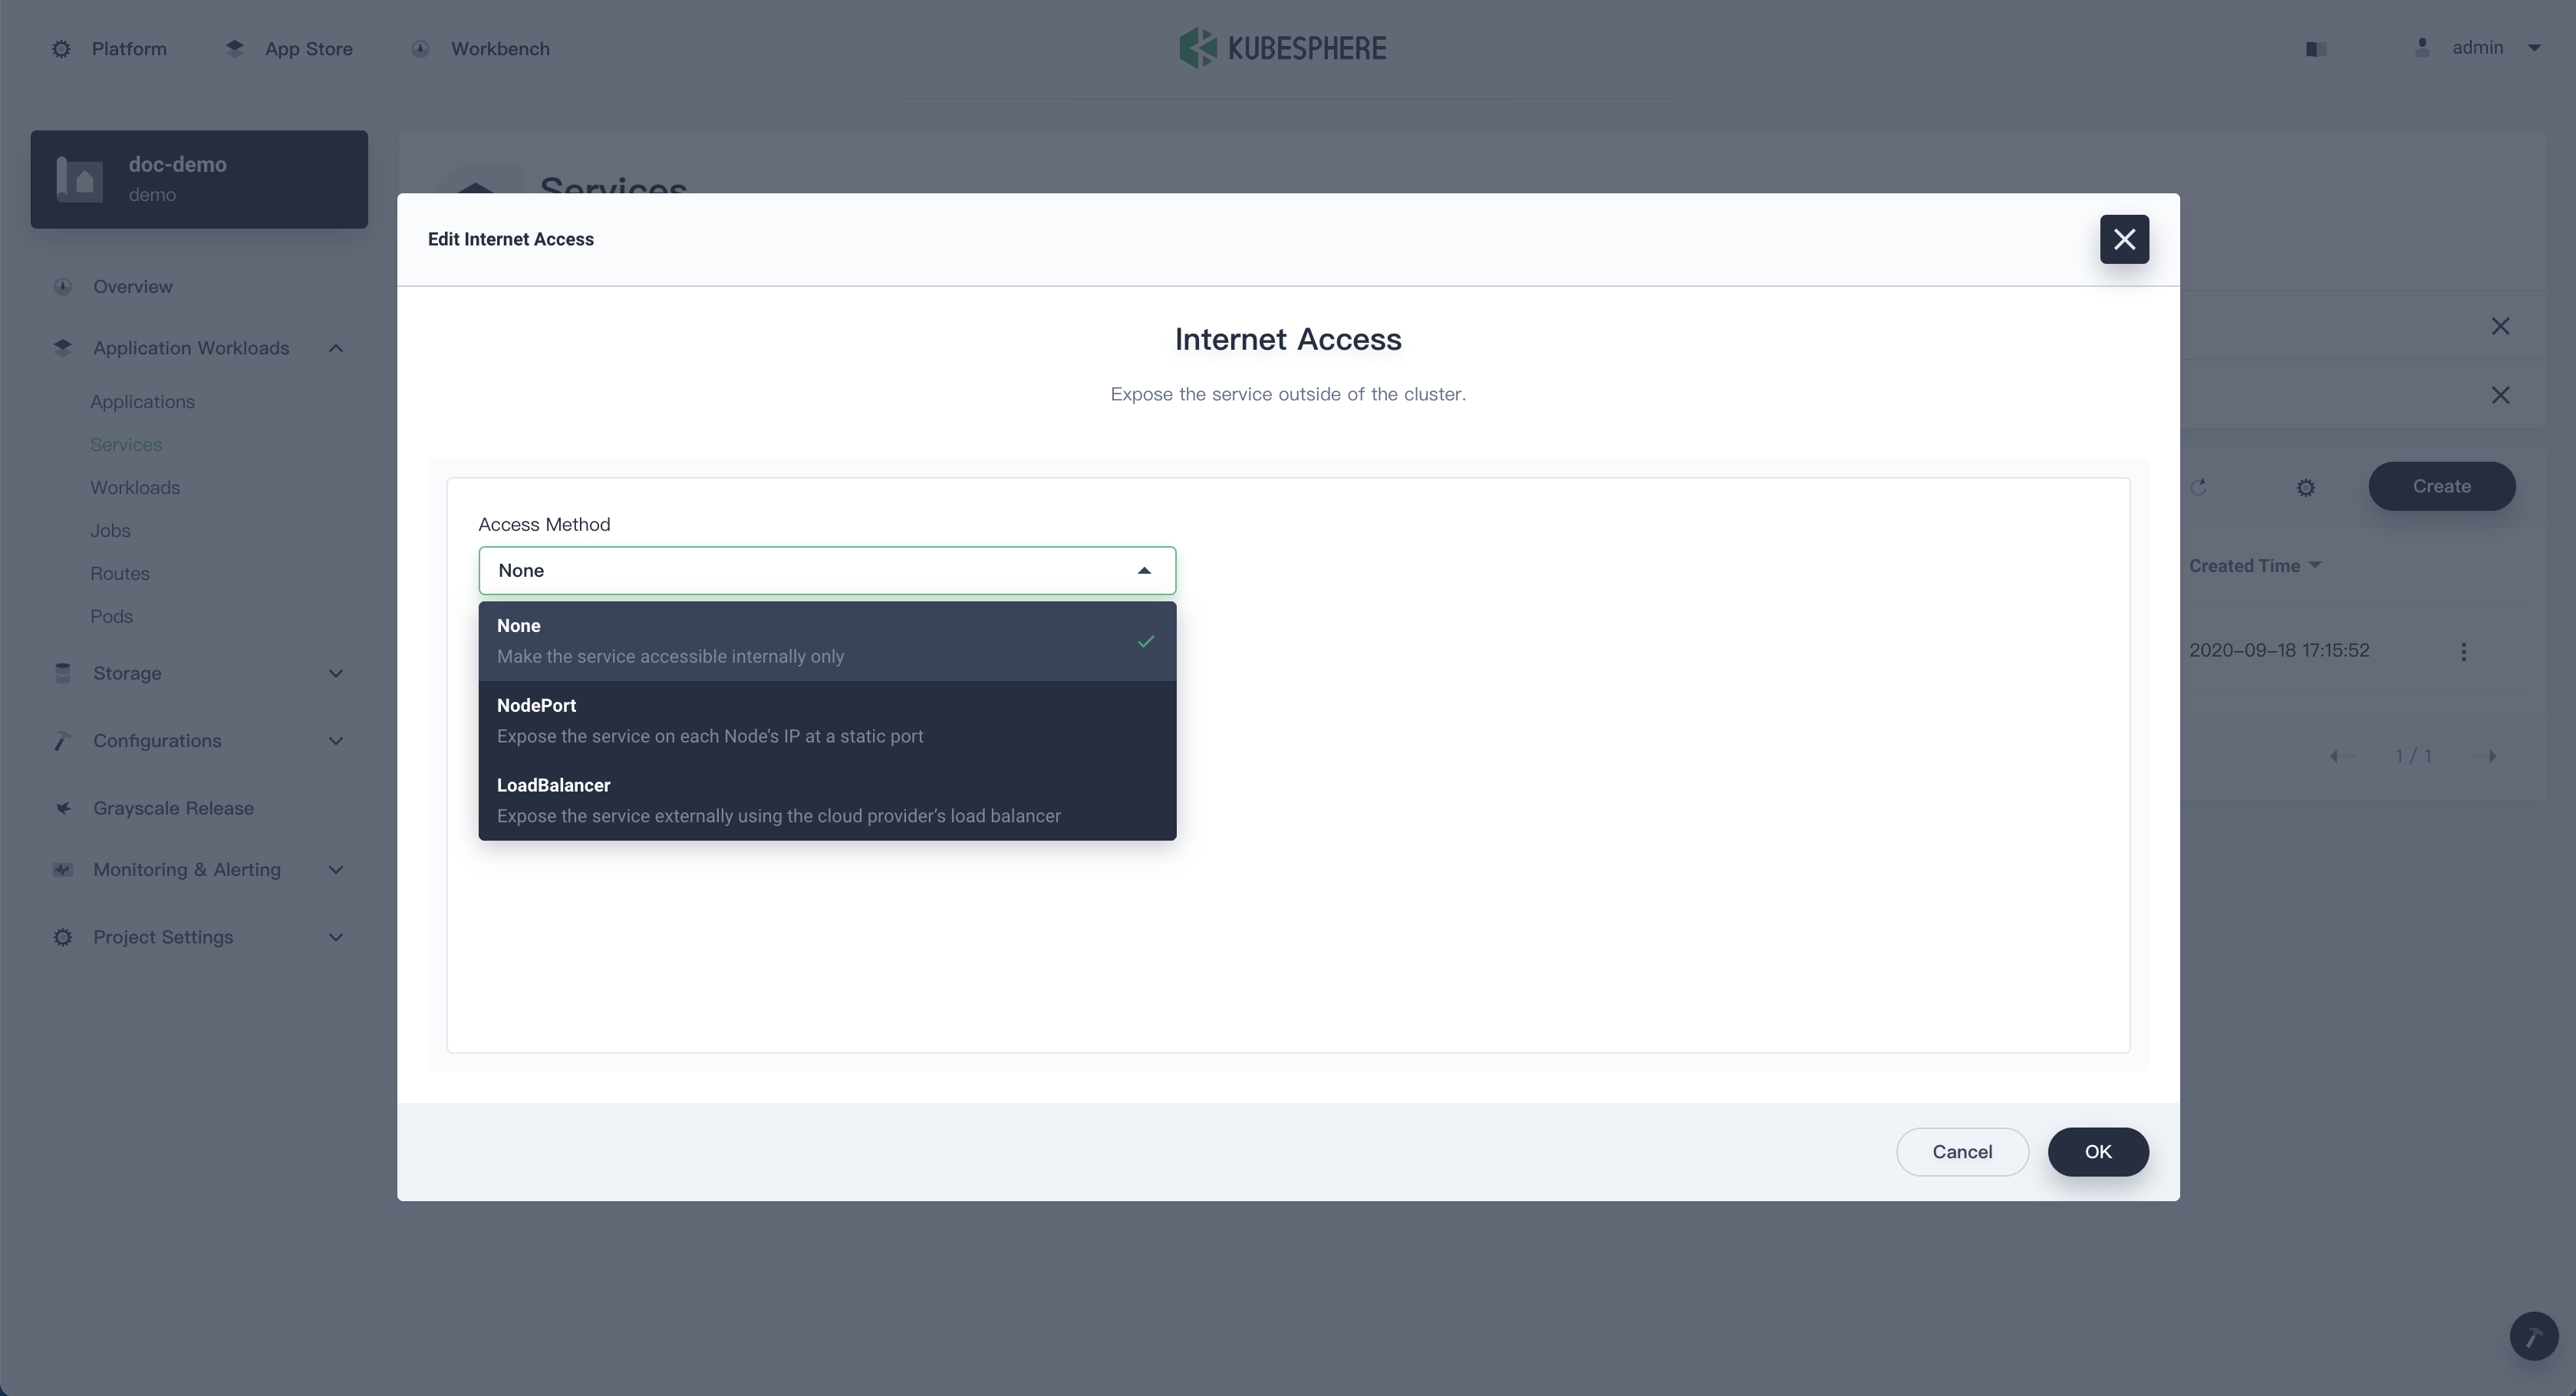 Platform
App Store
Workbench
KUBESPHERE
admin
doc-demo
demo
Overview
Application Workloads
Applications
Services
Workloads
Jobs
Routes
Pods
Storage
Configurations
Grayscale Release
Monitoring & Alerting
Project Settings
Services
Edit Internet Access
Internet Access
Expose the service outside of the cluster.
Access Method
None
None
Make the service accessible internally only
NodePort
Expose the service on each Node’s IP at a static port
LoadBalancer
Expose the service externally using the cloud provider’s load balancer
Cancel
OK
Create
Created Time
2020-09-18 17:15:52
1 / 1